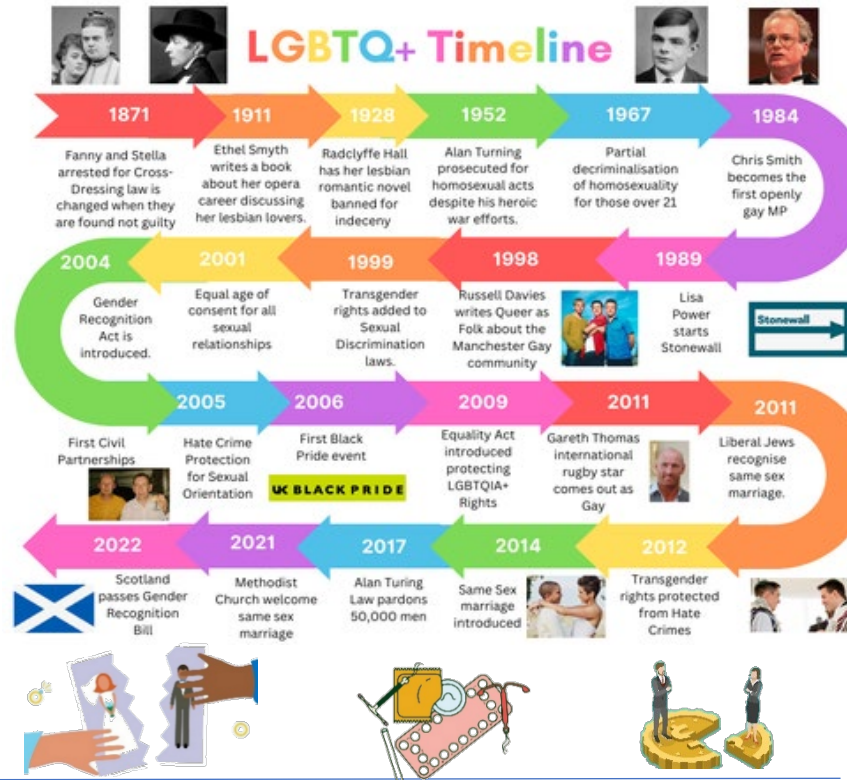 LGBTQ+ Timeline
1871
1911
1928
1952
1967
1984
Fanny and Stella
arrested for Cross-
Dressing law is
changed when they
are found not guilty
Ethel Smyth
writes a book
about her opera
career discussing
her lesbian lovers.
Radclyffe Hall
has her lesbian
romantic novel
banned for
indeceny
Alan Turning
prosecuted for
homosexual acts
despite his heroic
war efforts.
Partial
decriminalisation
of homosexuality
for those over 21
Chris Smith
becomes the
first openly
gay MP
2004
2001
1999
1998
1989
Gender
Recognition
Act is
introduced.
Equal age of
consent for all
sexual
relationships
Transgender
rights added to
Sexual
Discrimination
laws.
Russell Davies
writes Queer as
Folk about the
Manchester Gay
community
Lisa
Power
starts
Stonewall
Stonewall
2005
2006
2009
2011
2011
First Civil
Partnerships
Hate Crime
Protection
for Sexual
Orientation
First Black
Pride event
UK BLACK PRIDE
Equality Act
introduced
protecting
LGBTQIA+
Rights
Gareth Thomas
international
rugby star
comes out as
Gay
Liberal Jews
recognise
same sex
marriage.
2022
2021
2017
2014
2012
Scotland
passes Gender
Recognition
Bill
Methodist
Church welcome
same sex
marriage
Alan Turing
Law pardons
50,000 men
Same Sex
marriage
introduced
Transgender
rights protected
from Hate
Crimes